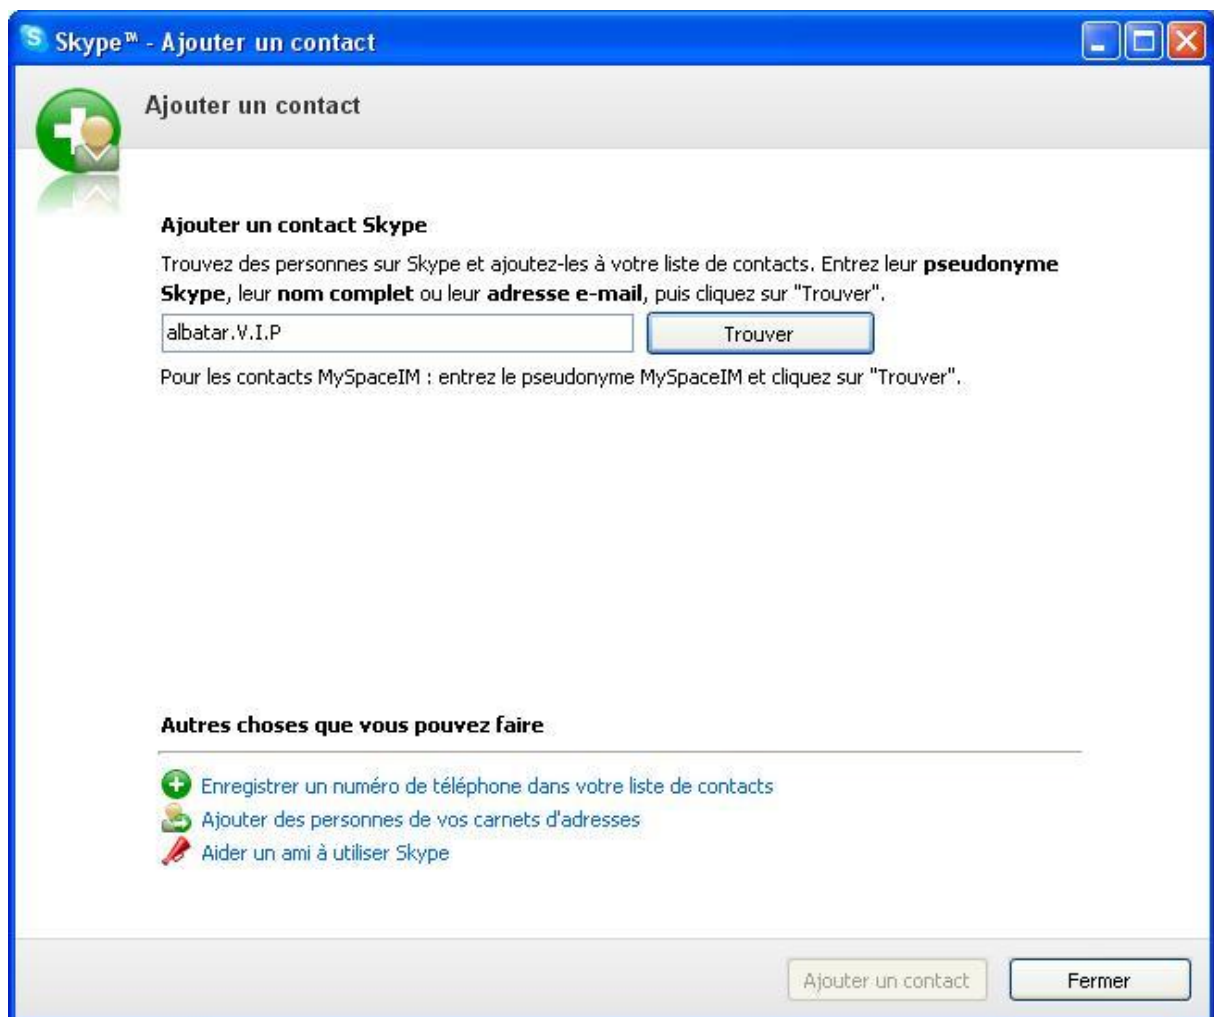 Skype™ - Ajouter un contact
Ajouter un contact
Ajouter un contact Skype
Trouvez des personnes sur Skype et ajoutez-les à votre liste de contacts. Entrez leur pseudonyme
Skype, leur nom complet ou leur adresse e-mail, puis cliquez sur "Trouver".
albatar.V.I.P
Trouver
Pour les contacts MySpaceIM : entrez le pseudonyme MySpaceIM et cliquez sur "Trouver".
Autres choses que vous pouvez faire
Enregistrer un numéro de téléphone dans votre liste de contacts
Ajouter des personnes de vos carnets d'adresses
Aider un ami à utiliser Skype
Ajouter un contact
Fermer